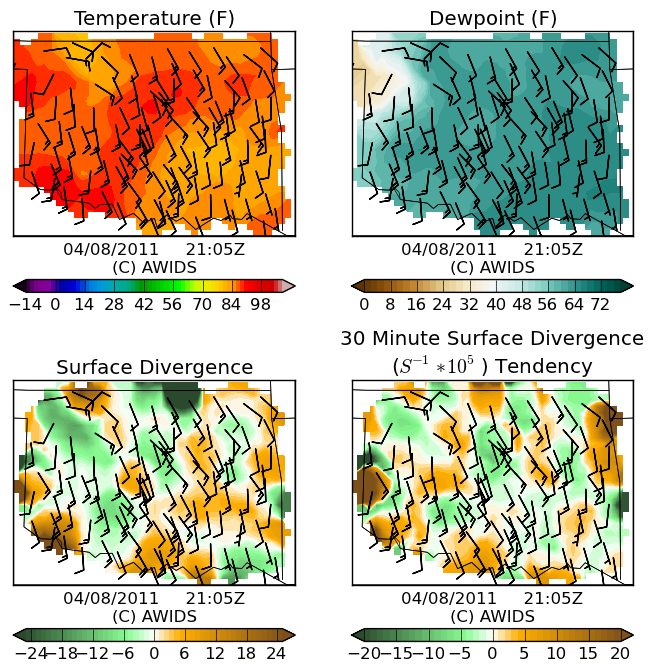 Temperature (F)
Dewpoint (F)
04/08/2011 21:05Z
(C) AWIDS
04/08/2011 21:05Z
(C) AWIDS
−14 0 14 28 42 56 70 84 98
0 8 16 24 32 40 48 56 64 72
Surface Divergence
30 Minute Surface Divergence
(S⁻¹ *10⁵ ) Tendency
04/08/2011 21:05Z
(C) AWIDS
04/08/2011 21:05Z
(C) AWIDS
−24−18−12 −6 0 6 12 18 24
−20−15−10 −5 0 5 10 15 20